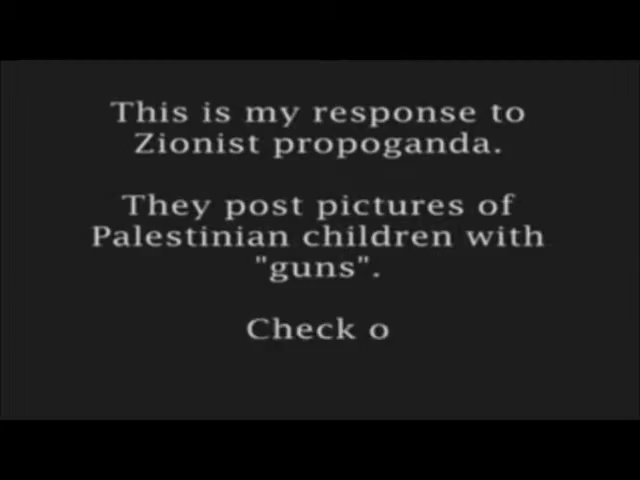 This is my response to
Zionist propoganda.
They post pictures of
Palestinian children with
"guns".
Check o